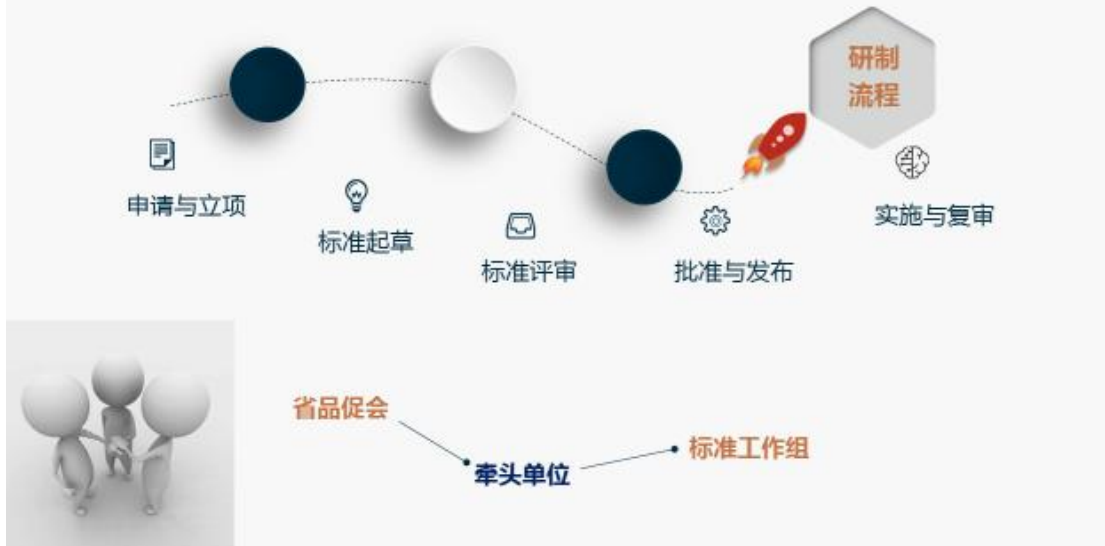 研制
流程
申请与立项
标准起草
标准评审
批准与发布
实施与复审
省品促会
牵头单位
标准工作组